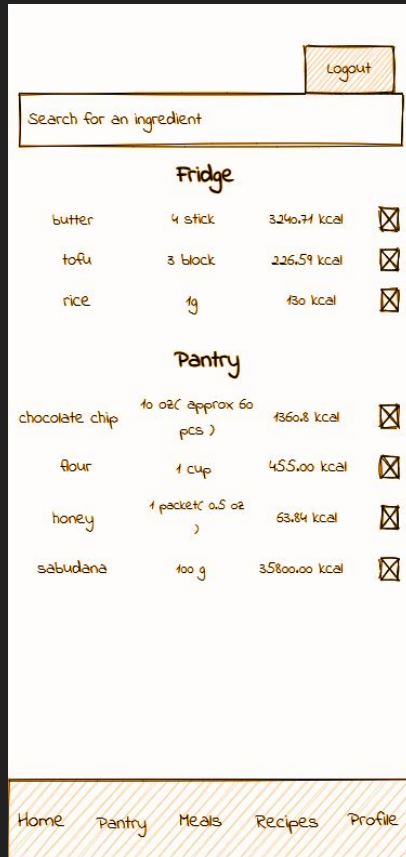 Logout
Search for an ingredient
Fridge
butter 4 stick 3240.71 kcal
tofu 3 block 226.59 kcal
rice 1g 130 kcal
Pantry
chocolate chip 10 oz( approx 60 pcs ) 1360.8 kcal
flour 1 cup 455.00 kcal
honey 1 packet( 0.5 oz ) 63.84 kcal
sabudana 100 g 35800.00 kcal
Home Pantry Meals Recipes Profile